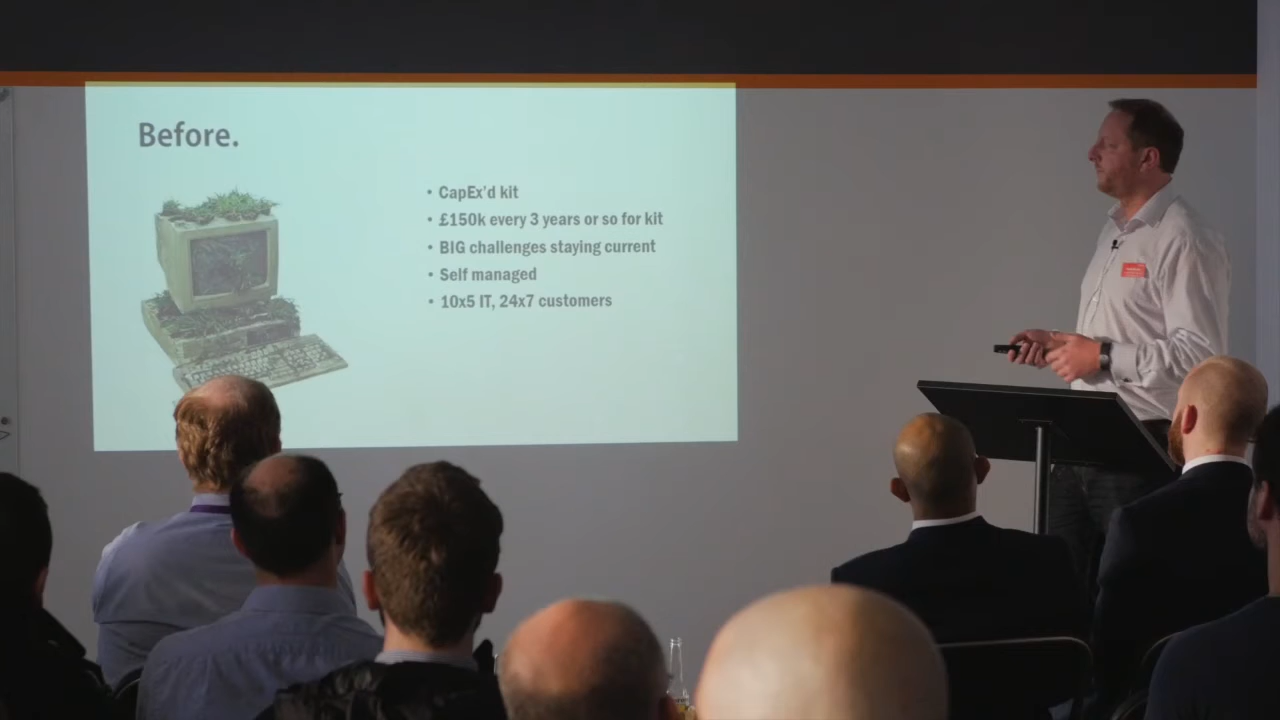 Before.
• CapEx'd kit
• £150k every 3 years or so for kit
• BIG challenges staying current
• Self managed
• 10x5 IT, 24x7 customers